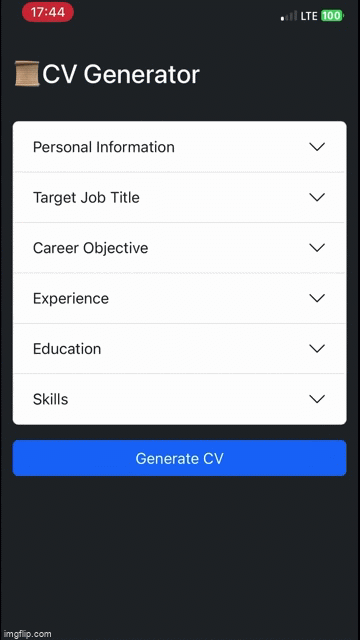 17:44
LTE 100
CV Generator
Personal Information
Target Job Title
Career Objective
Experience
Education
Skills
Generate CV
imgflip.com